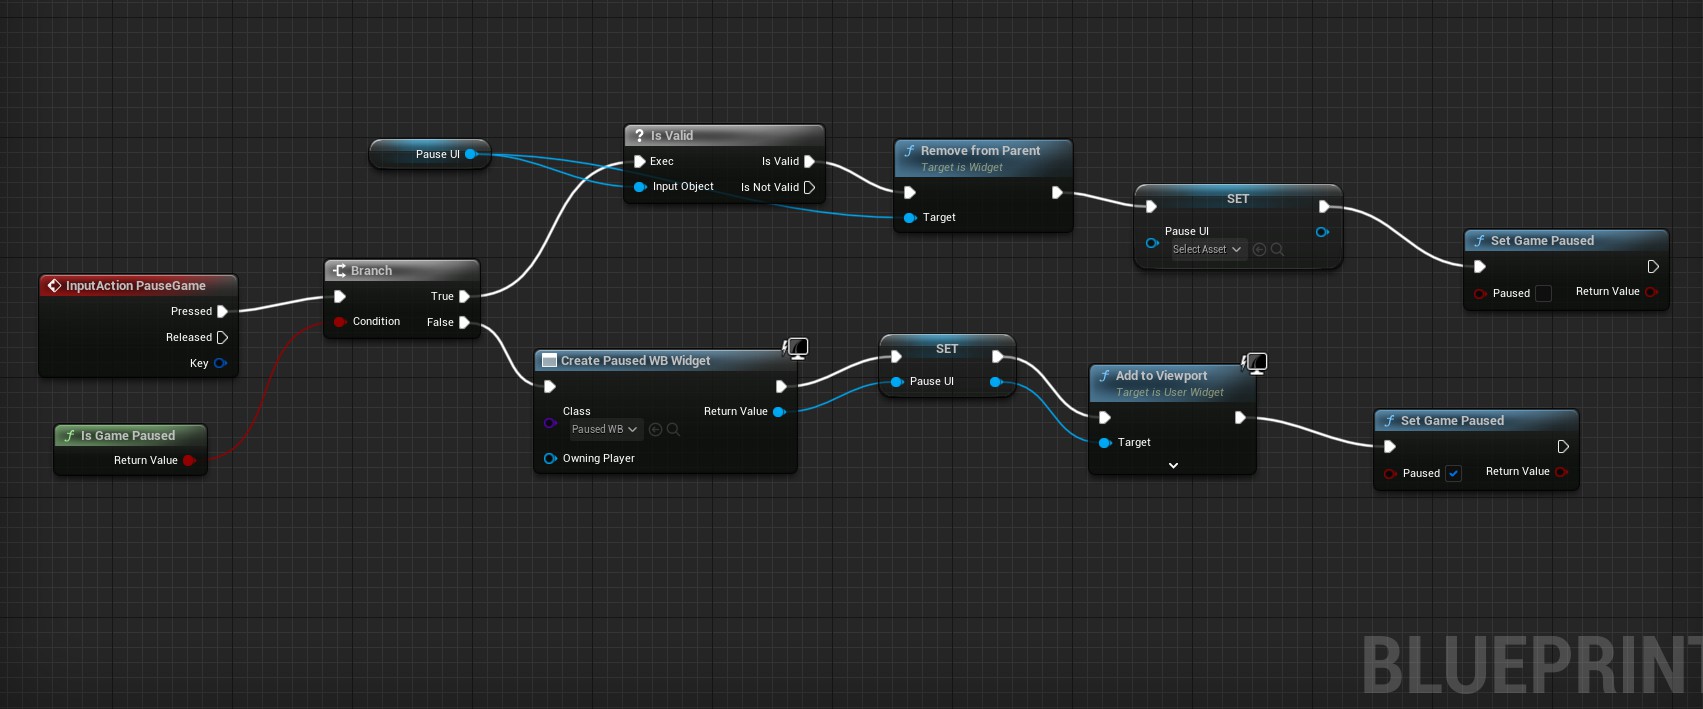 Pause UI
? Is Valid
Exec
Is Valid
Input Object
Is Not Valid
f Remove from Parent
Target is Widget
Target
SET
Pause UI
Select Asset
f Set Game Paused
Paused
Return Value
InputAction PauseGame
Pressed
Released
Key
Branch
True
Condition
False
f Is Game Paused
Return Value
Create Paused WB Widget
Class
Return Value
Paused WB
Owning Player
SET
Pause UI
f Add to Viewport
Target is User Widget
Target
f Set Game Paused
Paused
Return Value
BLUEPRINT